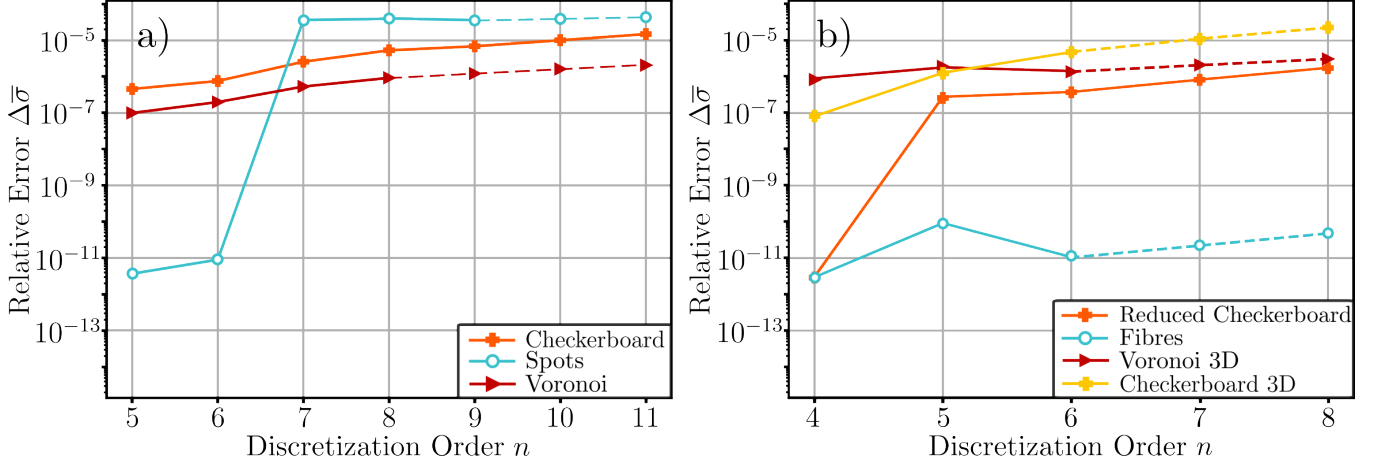 a)
Relative Error Δσ̅
10⁻⁵
10⁻⁷
10⁻⁹
10⁻¹¹
10⁻¹³
Checkerboard
Spots
Voronoi
5 6 7 8 9 10 11
Discretization Order n
b)
Relative Error Δσ̅
10⁻⁵
10⁻⁷
10⁻⁹
10⁻¹¹
10⁻¹³
Reduced Checkerboard
Fibres
Voronoi 3D
Checkerboard 3D
4 5 6 7 8
Discretization Order n